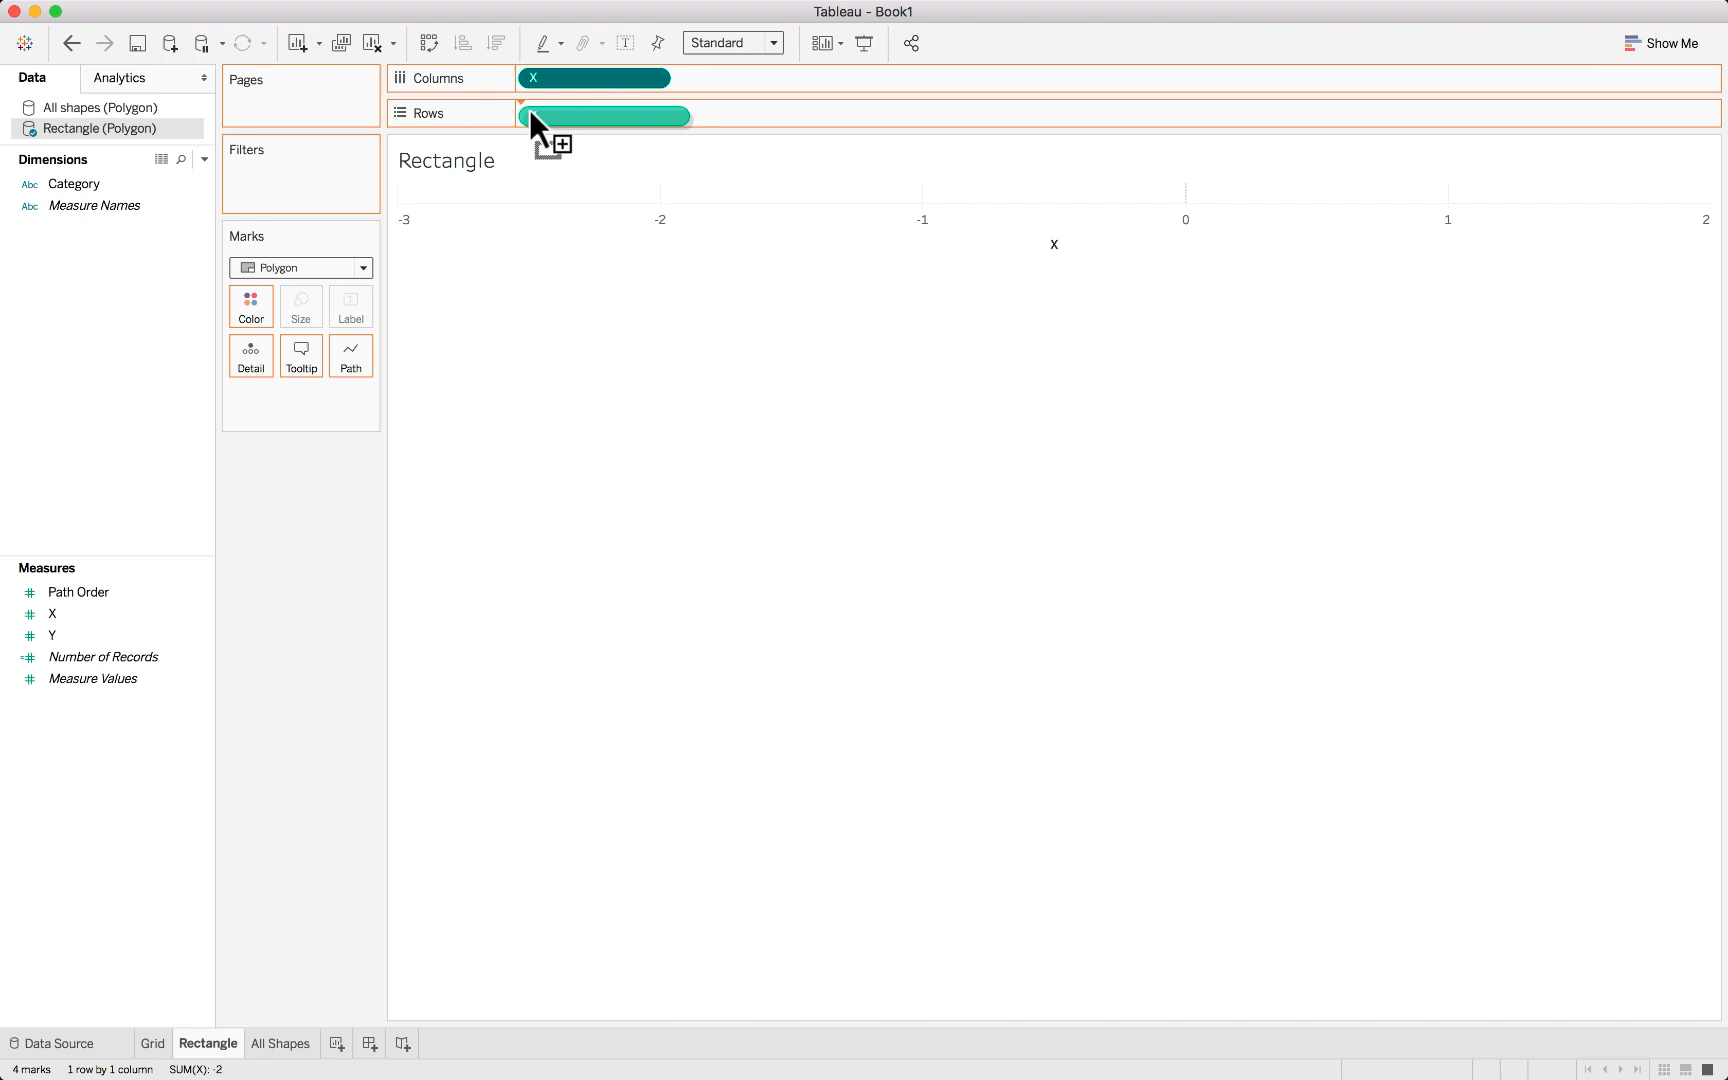 Tableau - Book1
Standard
Show Me
Data
Analytics
All shapes (Polygon)
Rectangle (Polygon)
Dimensions
Abc Category
Abc Measure Names
Measures
Path Order
X
Y
Number of Records
Measure Values
Pages
Filters
Marks
Polygon
Color
Size
Label
Detail
Tooltip
Path
Columns
X
Rows
Rectangle
-3 -2 -1 0 1 2
X
Data Source
Grid
Rectangle
All Shapes
4 marks 1 row by 1 column SUM(X): -2